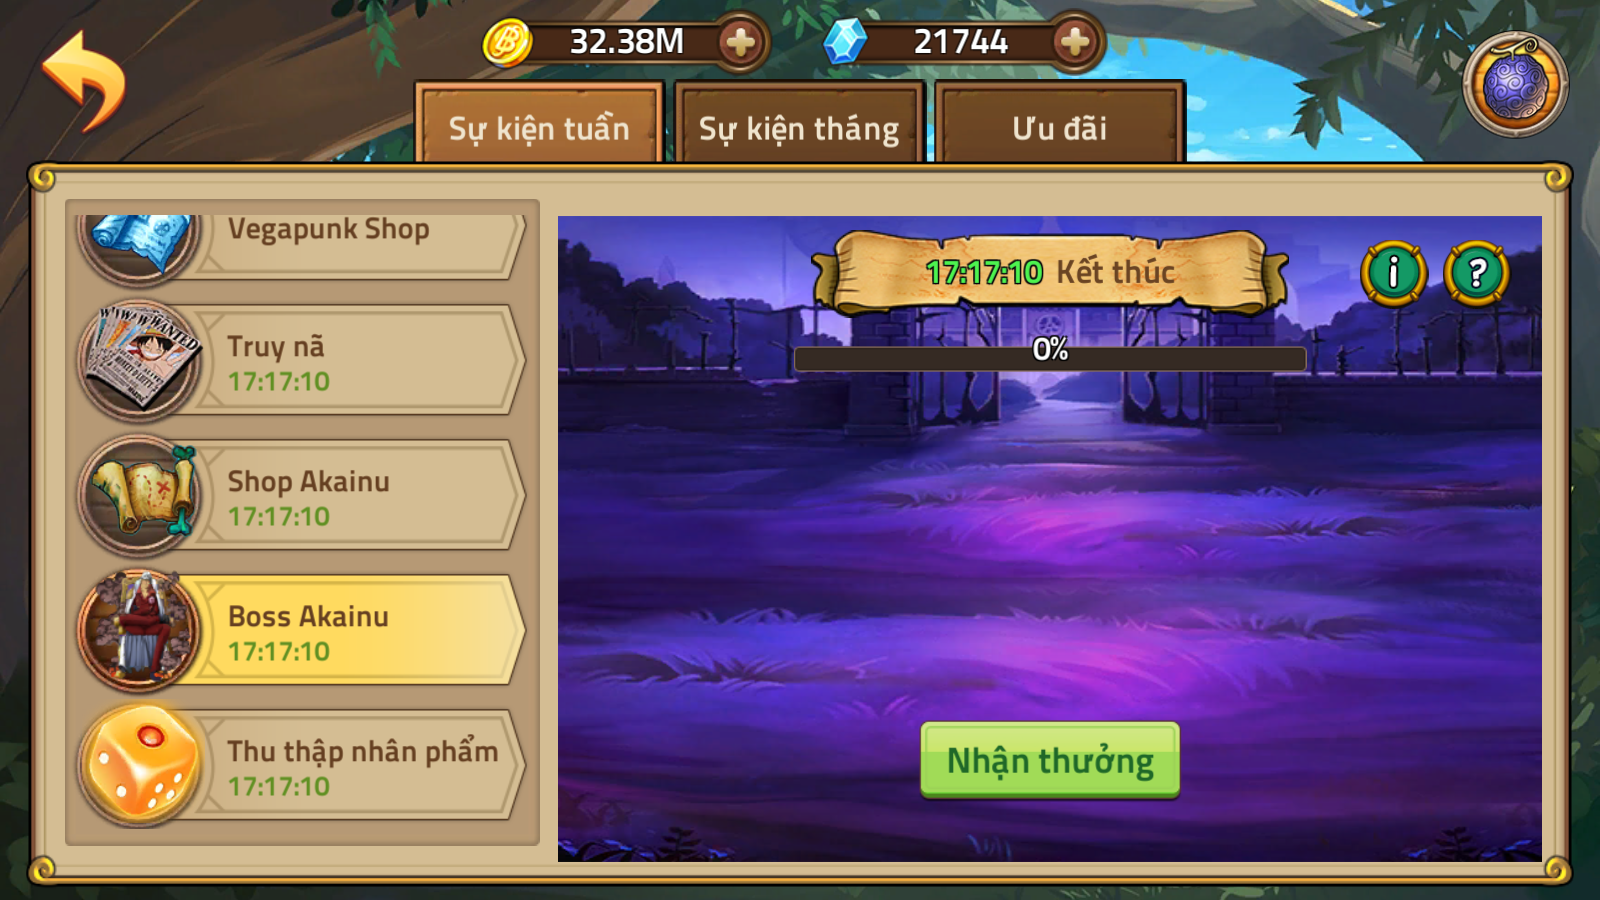 32.38M
21744
Sự kiện tuần
Sự kiện tháng
Ưu đãi
Vegapunk Shop
Truy nã
17:17:10
Shop Akainu
17:17:10
Boss Akainu
17:17:10
Thu thập nhân phẩm
17:17:10
17:17:10 Kết thúc
i
?
0%
Nhận thưởng
WANTED